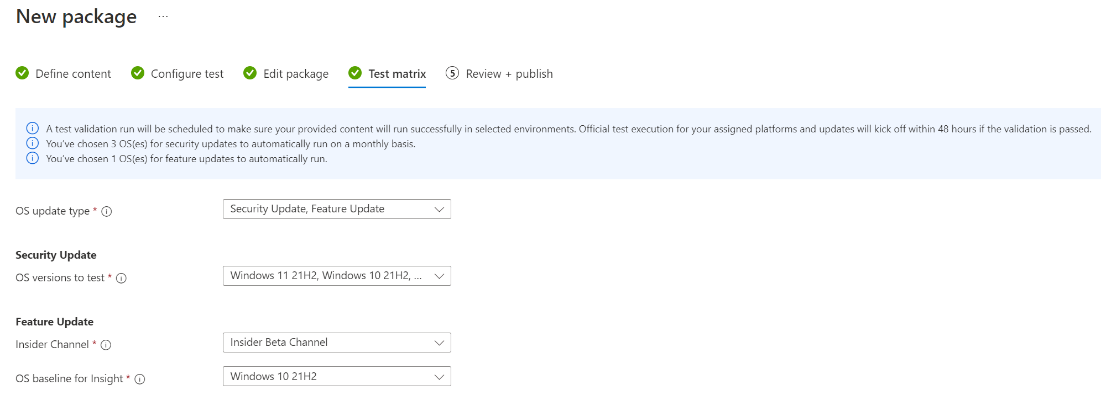 New package ...
Define content Configure test Edit package Test matrix 5 Review + publish
A test validation run will be scheduled to make sure your provided content will run successfully in selected environments. Official test execution for your assigned platforms and updates will kick off within 48 hours if the validation is passed.
You've chosen 3 OS(es) for security updates to automatically run on a monthly basis.
You've chosen 1 OS(es) for feature updates to automatically run.
OS update type * Security Update, Feature Update
Security Update
OS versions to test * Windows 11 21H2, Windows 10 21H2, ...
Feature Update
Insider Channel * Insider Beta Channel
OS baseline for Insight * Windows 10 21H2